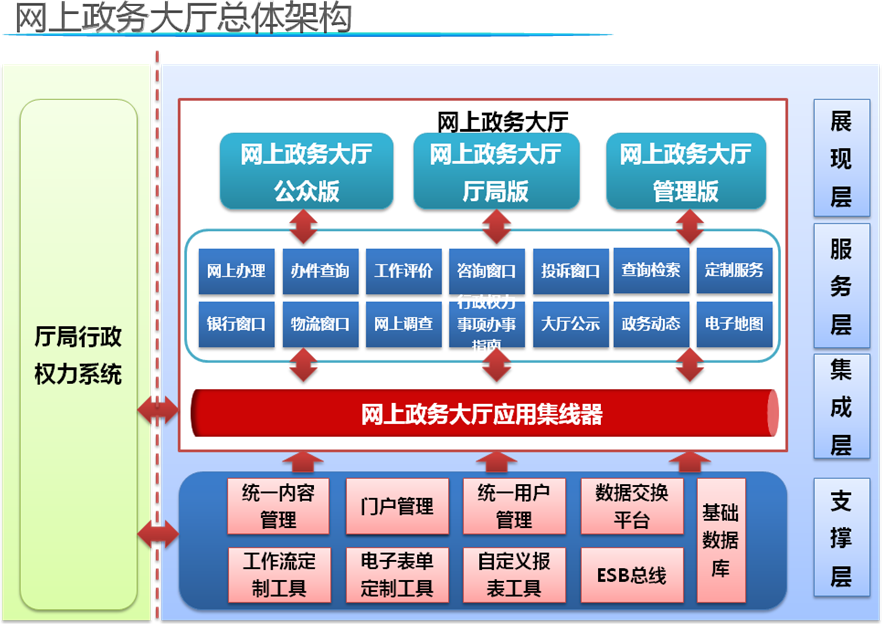 网上政务大厅总体架构
网上政务大厅
网上政务大厅
公众版
网上政务大厅
厅局版
网上政务大厅
管理版
网上办理
办件查询
工作评价
咨询窗口
投诉窗口
查询检索
定制服务
银行窗口
物流窗口
网上调查
行政权力
事项办事
指南
大厅公示
政务动态
电子地图
网上政务大厅应用集线器
厅局行政
权力系统
统一内容
管理
门户管理
统一用户
管理
数据交换
平台
基础
数据
库
工作流定
制工具
电子表单
定制工具
自定义报
表工具
ESB总线
展
现
层
服
务
层
集
成
层
支
撑
层